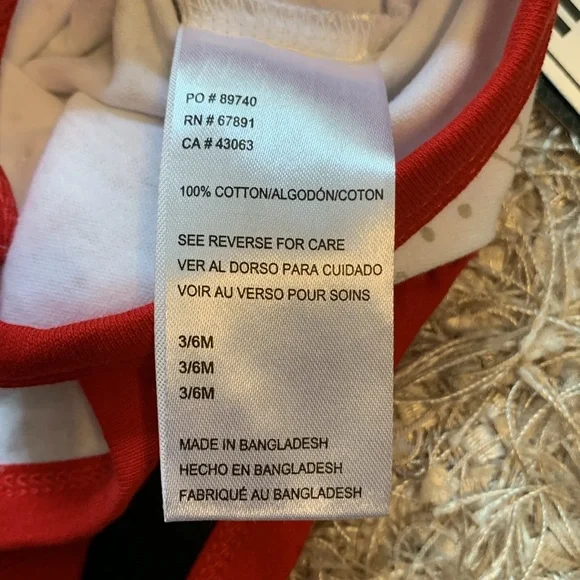 PO # 89740
RN # 67891
CA # 43063
100% COTTON/ALGODÓN/COTON
SEE REVERSE FOR CARE
VER AL DORSO PARA CUIDADO
VOIR AU VERSO POUR SOINS
3/6M
3/6M
3/6M
MADE IN BANGLADESH
HECHO EN BANGLADESH
FABRIQUÉ AU BANGLADESH